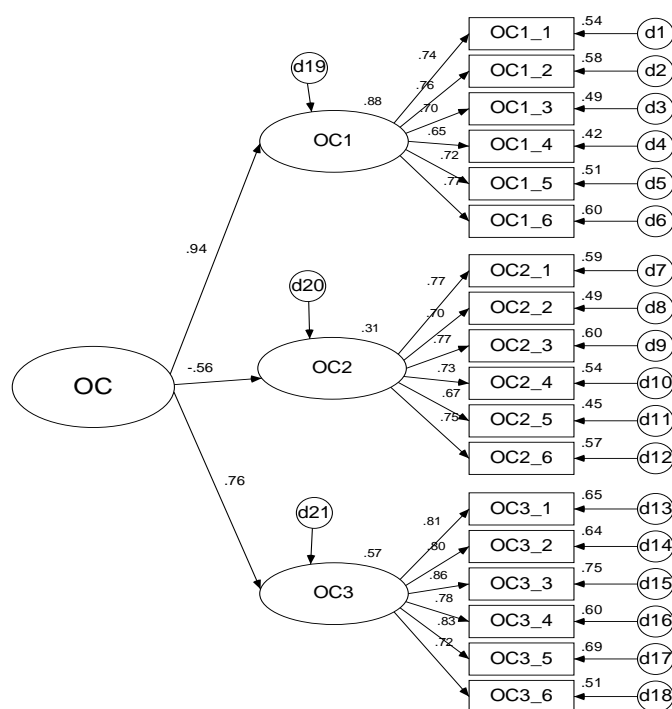 OC1_1
.54
d1
.74
OC1_2
.58
d2
d19
.76
.88
.70
OC1_3
.49
d3
OC1
.65
OC1_4
.42
d4
.72
OC1_5
.51
d5
.77
OC1_6
.60
d6
.94
OC2_1
.59
d7
.77
d20
.70
OC2_2
.49
d8
.31
.77
OC2_3
.60
d9
OC2
.73
OC2_4
.54
d10
OC
-.56
.67
OC2_5
.45
d11
.75
OC2_6
.57
d12
.76
OC3_1
.65
d13
d21
.81
OC3_2
.64
d14
.57
.80
.86
OC3_3
.75
d15
OC3
.78
OC3_4
.60
d16
.83
OC3_5
.69
d17
.72
OC3_6
.51
d18